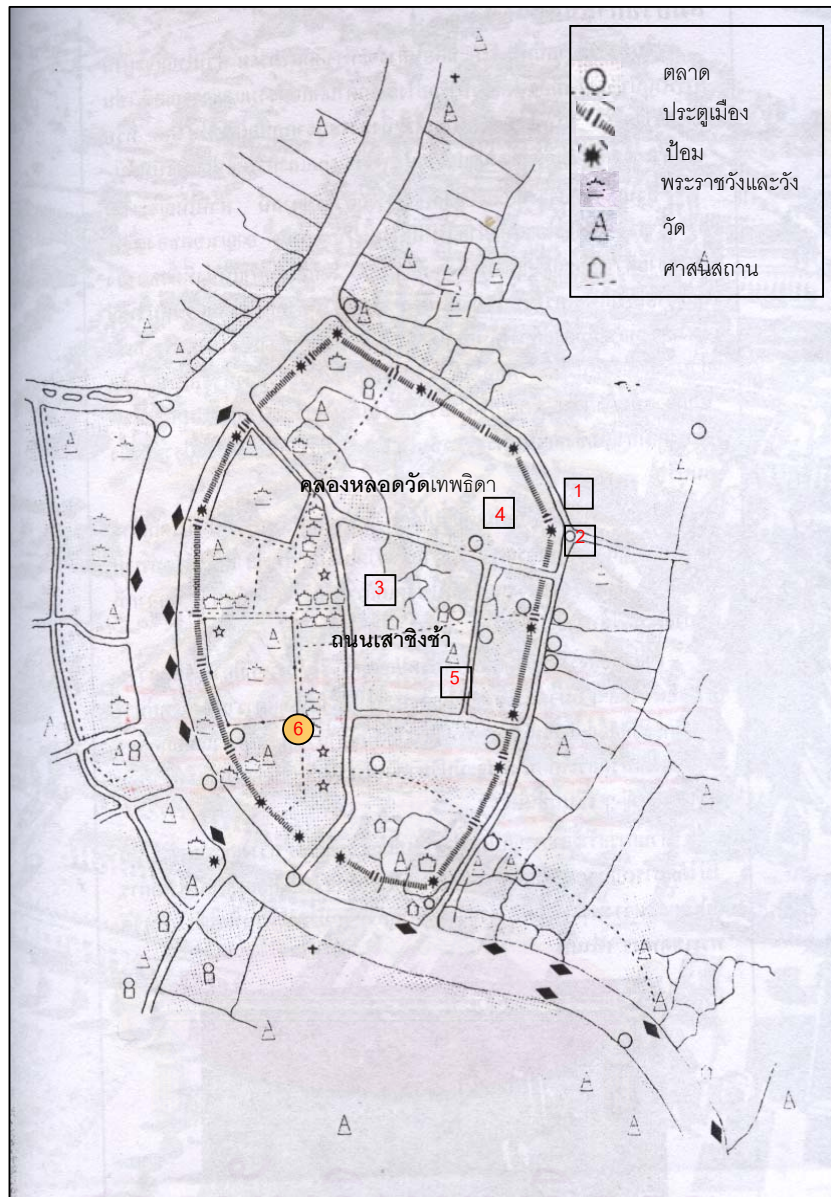 ตลาด
ประตูเมือง
ป้อม
พระราชวังและวัง
วัด
ศาสนสถาน
คลองหลอดวัดเทพธิดา
1
4
2
3
ถนนเสาชิงช้า
5
6